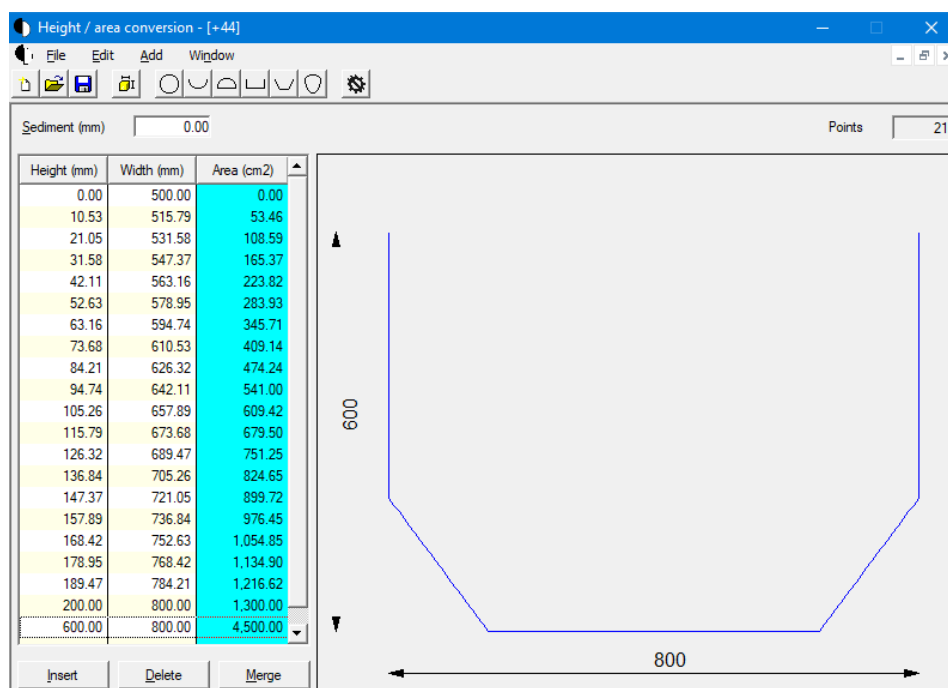 Height / area conversion - [+44]
File Edit Add Window
Sediment (mm) 0.00 Points 21
Height (mm) Width (mm) Area (cm2)
0.00 500.00 0.00
10.53 515.79 53.46
21.05 531.58 108.59
31.58 547.37 165.37
42.11 563.16 223.82
52.63 578.95 283.93
63.16 594.74 345.71
73.68 610.53 409.14
84.21 626.32 474.24
94.74 642.11 541.00
105.26 657.89 609.42
115.79 673.68 679.50
126.32 689.47 751.25
136.84 705.26 824.65
147.37 721.05 899.72
157.89 736.84 976.45
168.42 752.63 1,054.85
178.95 768.42 1,134.90
189.47 784.21 1,216.62
200.00 800.00 1,300.00
600.00 800.00 4,500.00
600
800
Insert Delete Merge